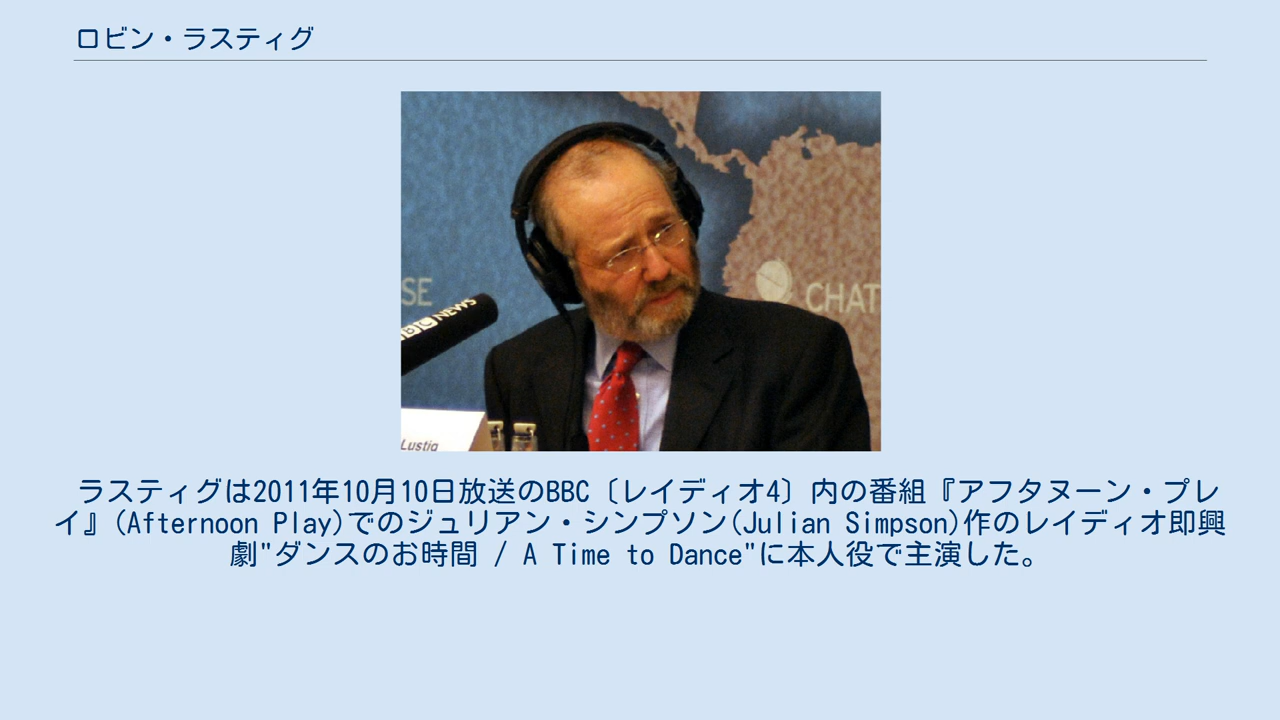 ロビン・ラスティグ
SE
CHAT
BBC NEWS
Lustig
ラスティグは2011年10月10日放送のBBC〔レイディオ4〕内の番組『アフタヌーン・プレ
イ』(Afternoon Play)でのジュリアン・シンプソン(Julian Simpson)作のレイディオ即興
劇"ダンスのお時間 / A Time to Dance"に本人役で主演した。